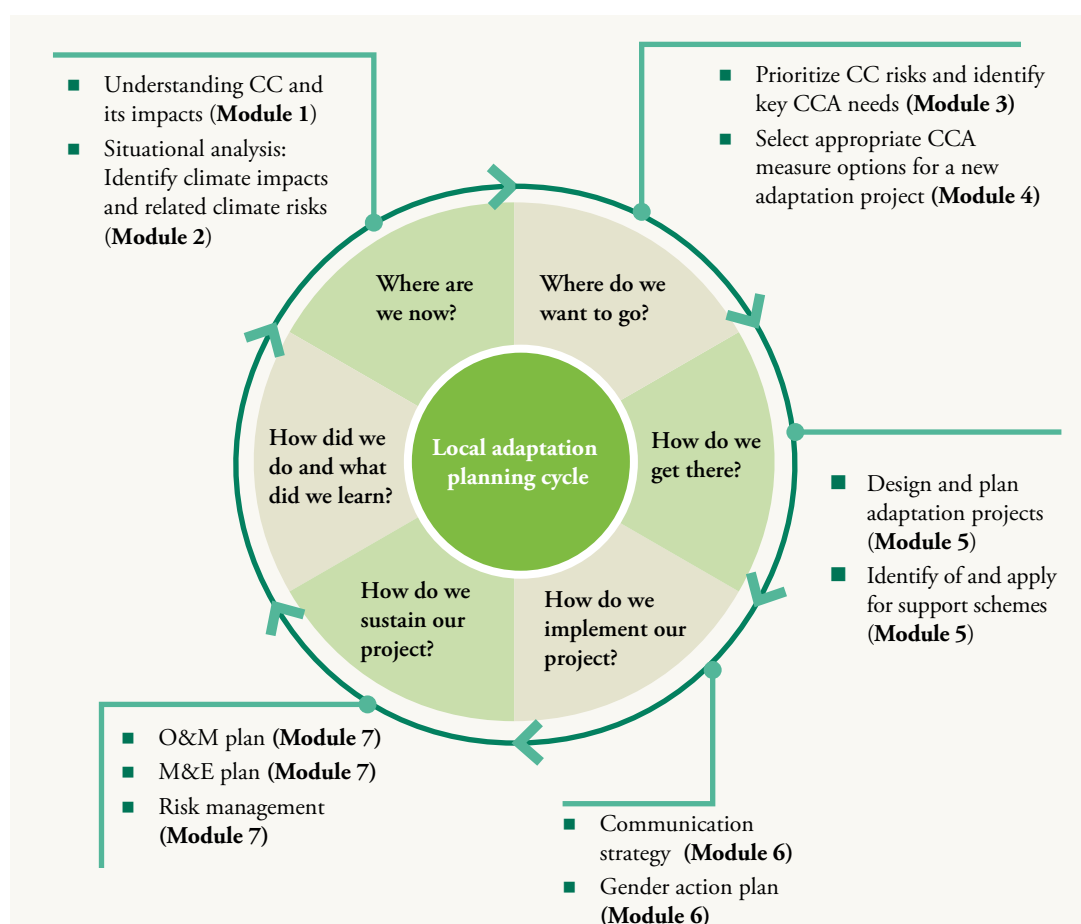 ■ Understanding CC and
its impacts (Module 1)
■ Situational analysis:
Identify climate impacts
and related climate risks
(Module 2)
■ Prioritize CC risks and identify
key CCA needs (Module 3)
■ Select appropriate CCA
measure options for a new
adaptation project (Module 4)
Where are
we now?
Where do we
want to go?
How do we
get there?
How do we
implement our
project?
How do we
sustain our
project?
How did we
do and what
did we learn?
Local adaptation
planning cycle
■ Design and plan
adaptation projects
(Module 5)
■ Identify of and apply
for support schemes
(Module 5)
■ Communication
strategy (Module 6)
■ Gender action plan
(Module 6)
■ O&M plan (Module 7)
■ M&E plan (Module 7)
■ Risk management
(Module 7)